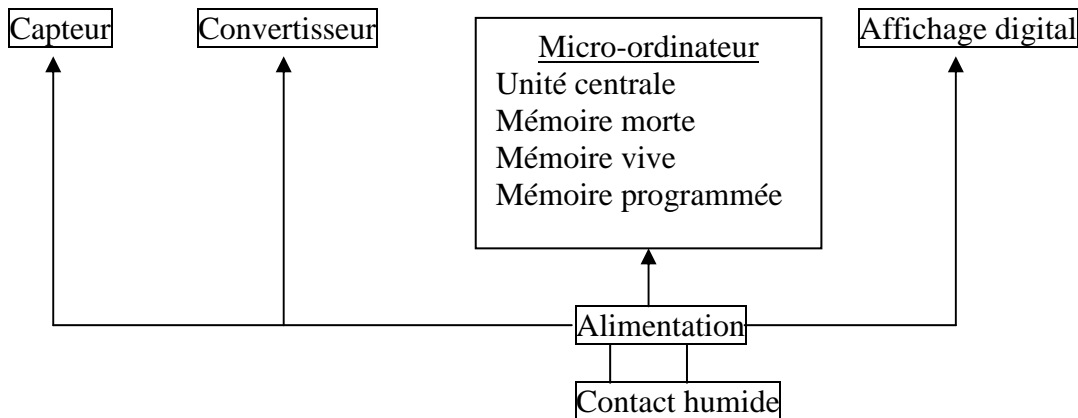 Capteur
Convertisseur
Micro-ordinateur
Unité centrale
Mémoire morte
Mémoire vive
Mémoire programmée
Affichage digital
Alimentation
Contact humide